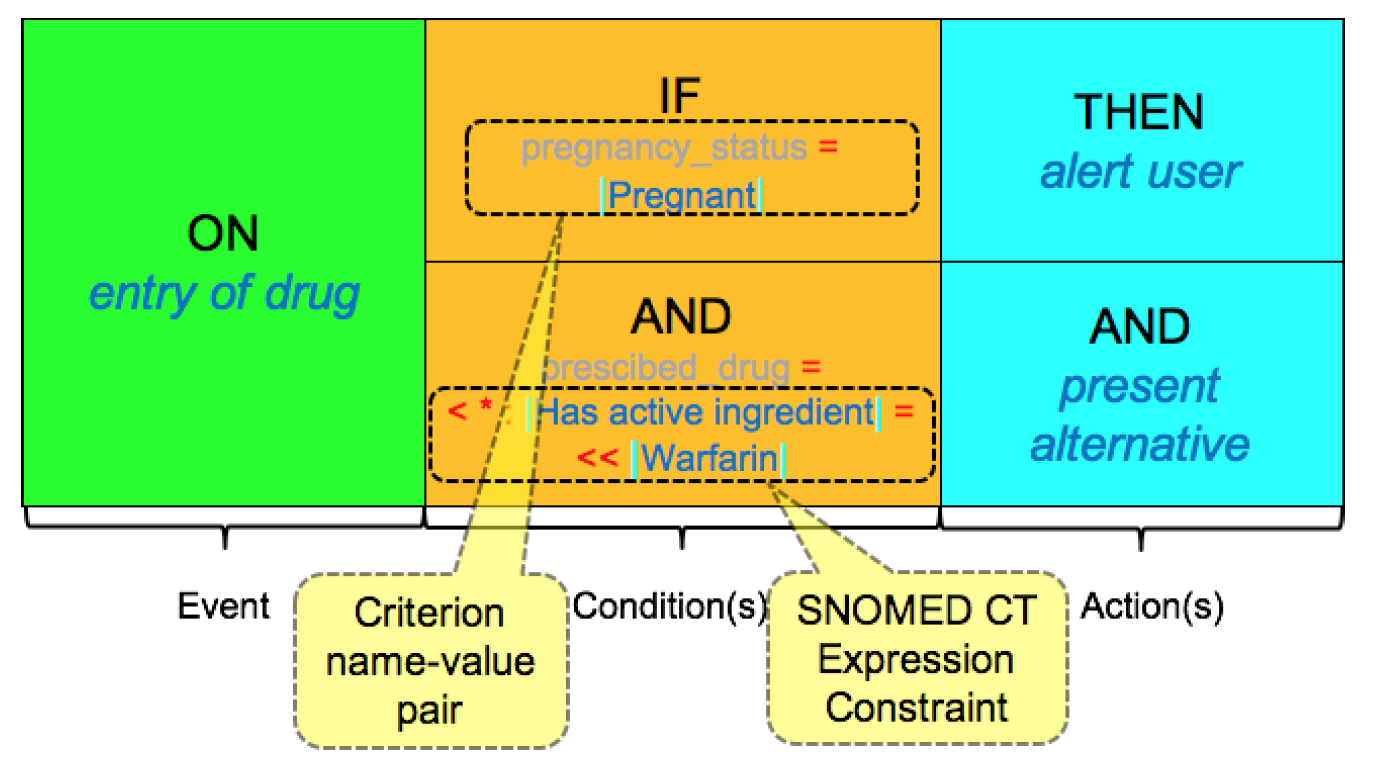 ON
entry of drug
IF
pregnancy_status =
|Pregnant|
AND
prescibed_drug =
< * : |Has active ingredient| =
<< |Warfarin|
THEN
alert user
AND
present
alternative
Event
Condition(s)
Action(s)
Criterion
name-value
pair
SNOMED CT
Expression
Constraint